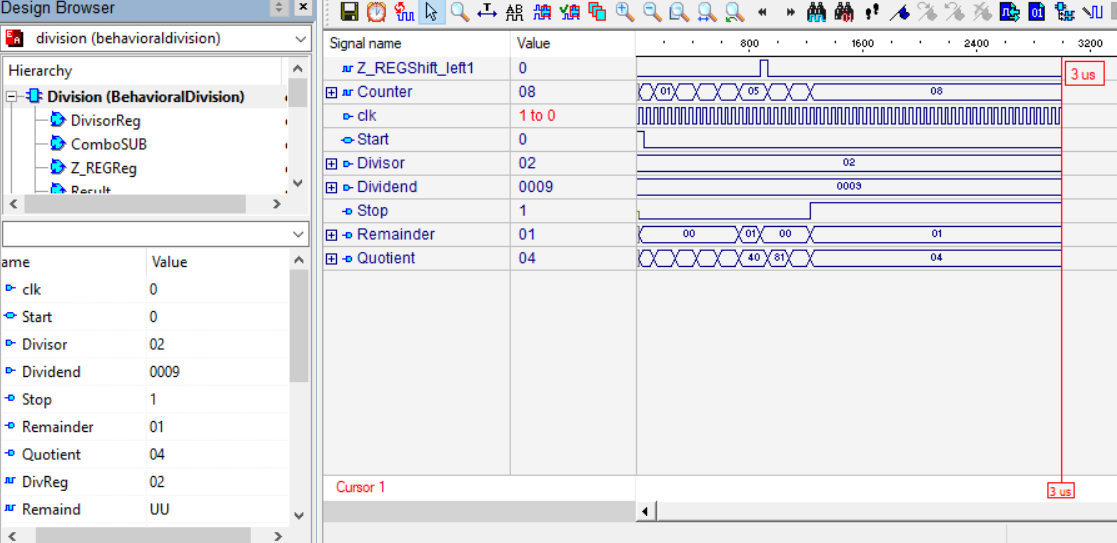 Design Browser
division (behavioraldivision)
Hierarchy
Division (BehavioralDivision)
DivisorReg
ComboSUB
Z_REGReg
Result
ame Value
clk 0
Start 0
Divisor 02
Dividend 0009
Stop 1
Remainder 01
Quotient 04
DivReg 02
Remaind UU
Signal name Value 800 1600 2400 3200
Z_REGShift_left1 0 3 us
Counter 08 01 05 08
clk 1 to 0
Start 0
Divisor 02 02
Dividend 0009 0009
Stop 1
Remainder 01 00 01 00 01
Quotient 04 40 81 04
Cursor 1
3 us